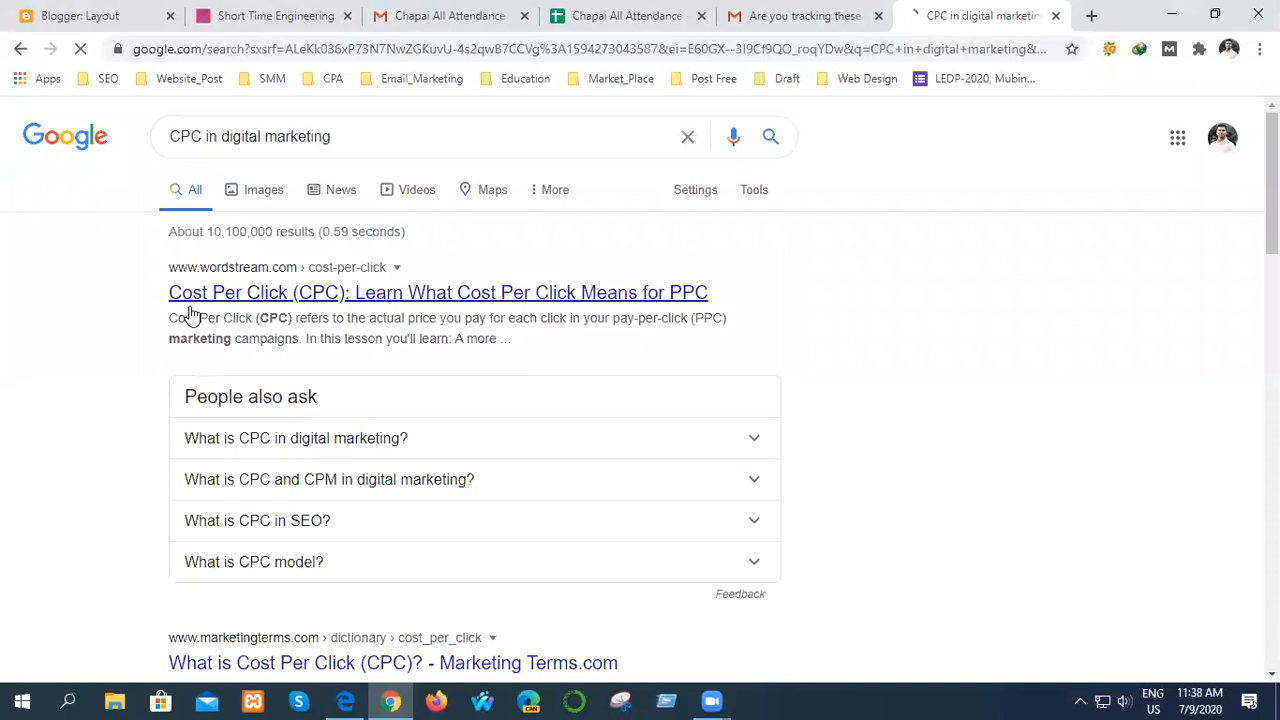 Blogger: Layout
Short Time Engineering
Chapai All Attendance
Chapai All Attendance
Are you tracking these
CPC in digital marketing
google.com/search?sxsrf=ALeKk036xP73N7NwZGKuvU-4s2qwB7CCVg%3A1594273043587&ei=E60GX--3I9Cf9QO_roqYDw&q=CPC+in+digital+marketing&...
Apps
SEO
Website_Post
SMM
CPA
Email_Marketing
Education
Market_Place
Post Tree
Draft
Web Design
LEDP-2020, Mubin...
Google
CPC in digital marketing
All
Images
News
Videos
Maps
More
Settings
Tools
About 10,100,000 results (0.59 seconds)
www.wordstream.com › cost-per-click
Cost Per Click (CPC): Learn What Cost Per Click Means for PPC
Cost Per Click (CPC) refers to the actual price you pay for each click in your pay-per-click (PPC)
marketing campaigns. In this lesson you'll learn: A more ...
People also ask
What is CPC in digital marketing?
What is CPC and CPM in digital marketing?
What is CPC in SEO?
What is CPC model?
Feedback
www.marketingterms.com › dictionary › cost_per_click
What is Cost Per Click (CPC)? - Marketing Terms.com
ENG
US
11:38 AM
7/9/2020